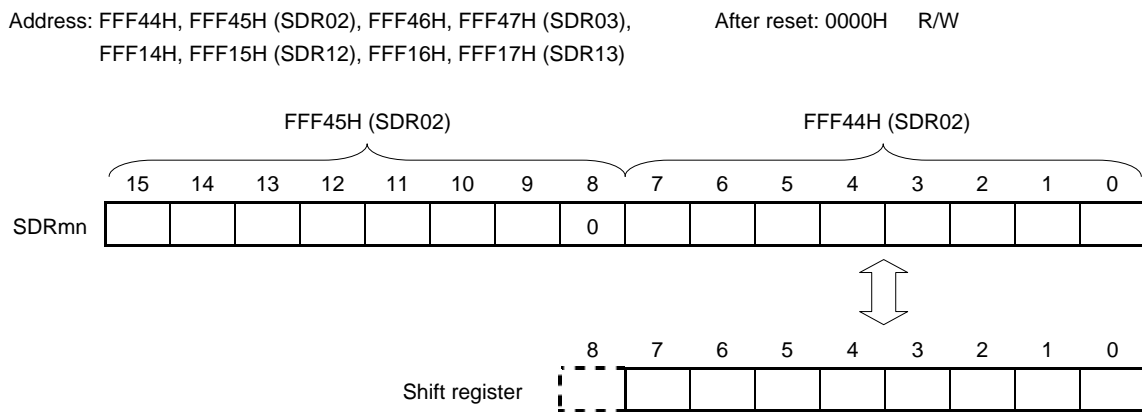 Address: FFF44H, FFF45H (SDR02), FFF46H, FFF47H (SDR03), After reset: 0000H R/W
FFF14H, FFF15H (SDR12), FFF16H, FFF17H (SDR13)
FFF45H (SDR02) FFF44H (SDR02)
15 14 13 12 11 10 9 8 7 6 5 4 3 2 1 0
SDRmn 0
8 7 6 5 4 3 2 1 0
Shift register